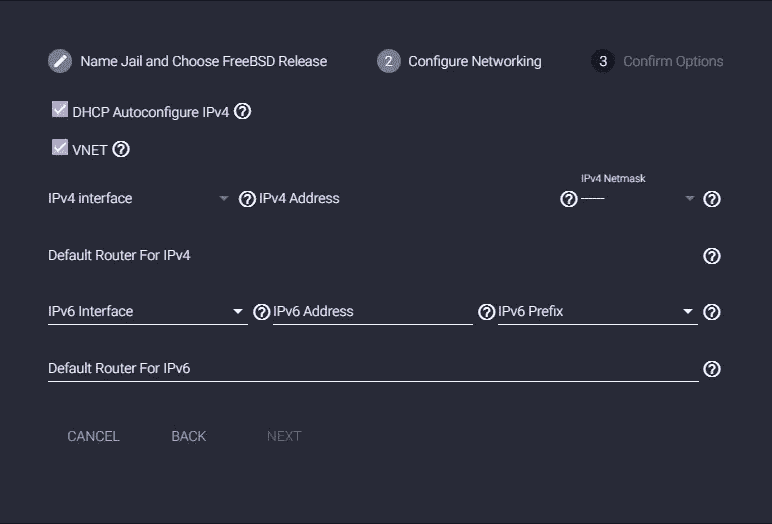 Name Jail and Choose FreeBSD Release 2 Configure Networking 3 Confirm Options
DHCP Autoconfigure IPv4 ?
VNET ?
IPv4 Netmask
IPv4 interface ? IPv4 Address ? ------ ?
Default Router For IPv4 ?
IPv6 Interface ? IPv6 Address ? IPv6 Prefix ?
Default Router For IPv6 ?
CANCEL BACK NEXT